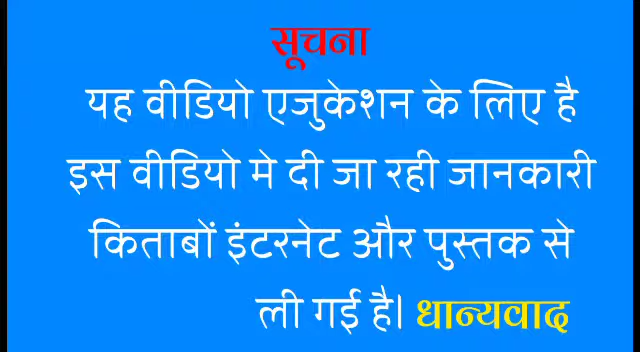 सूचना
यह वीडियो एजुकेशन के लिए है
इस वीडियो मे दी जा रही जानकारी
किताबों इंटरनेट और पुस्तक से
ली गई है। धान्यवाद